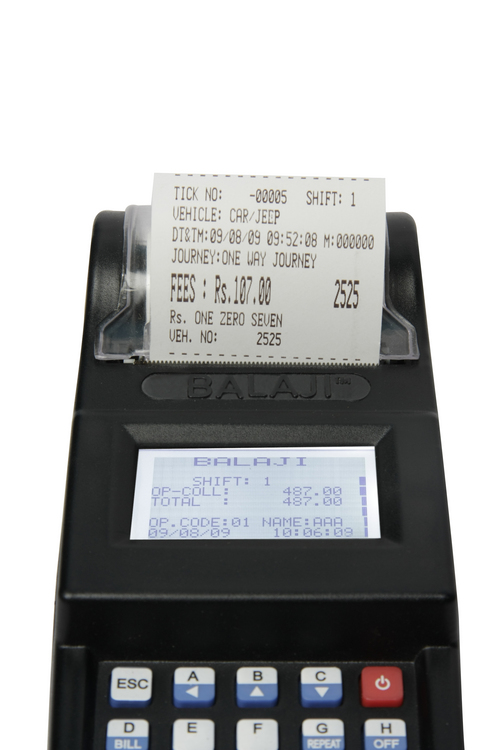 TICK NO: -00005 SHIFT: 1
VEHICLE: CAR/JEEP
DT&TM:09/08/09 09:52:08 M:000000
JOURNEY:ONE WAY JOURNEY
FEES : Rs.107.00 2525
Rs. ONE ZERO SEVEN
VEH. NO: 2525
BALAJI
BALAJI
SHIFT: 1
OP-COLL: 487.00
TOTAL : 487.00
OP.CODE:01 NAME:AAA
09/08/09 10:06:09
ESC A B C
D E F G H
BILL REPEAT OFF